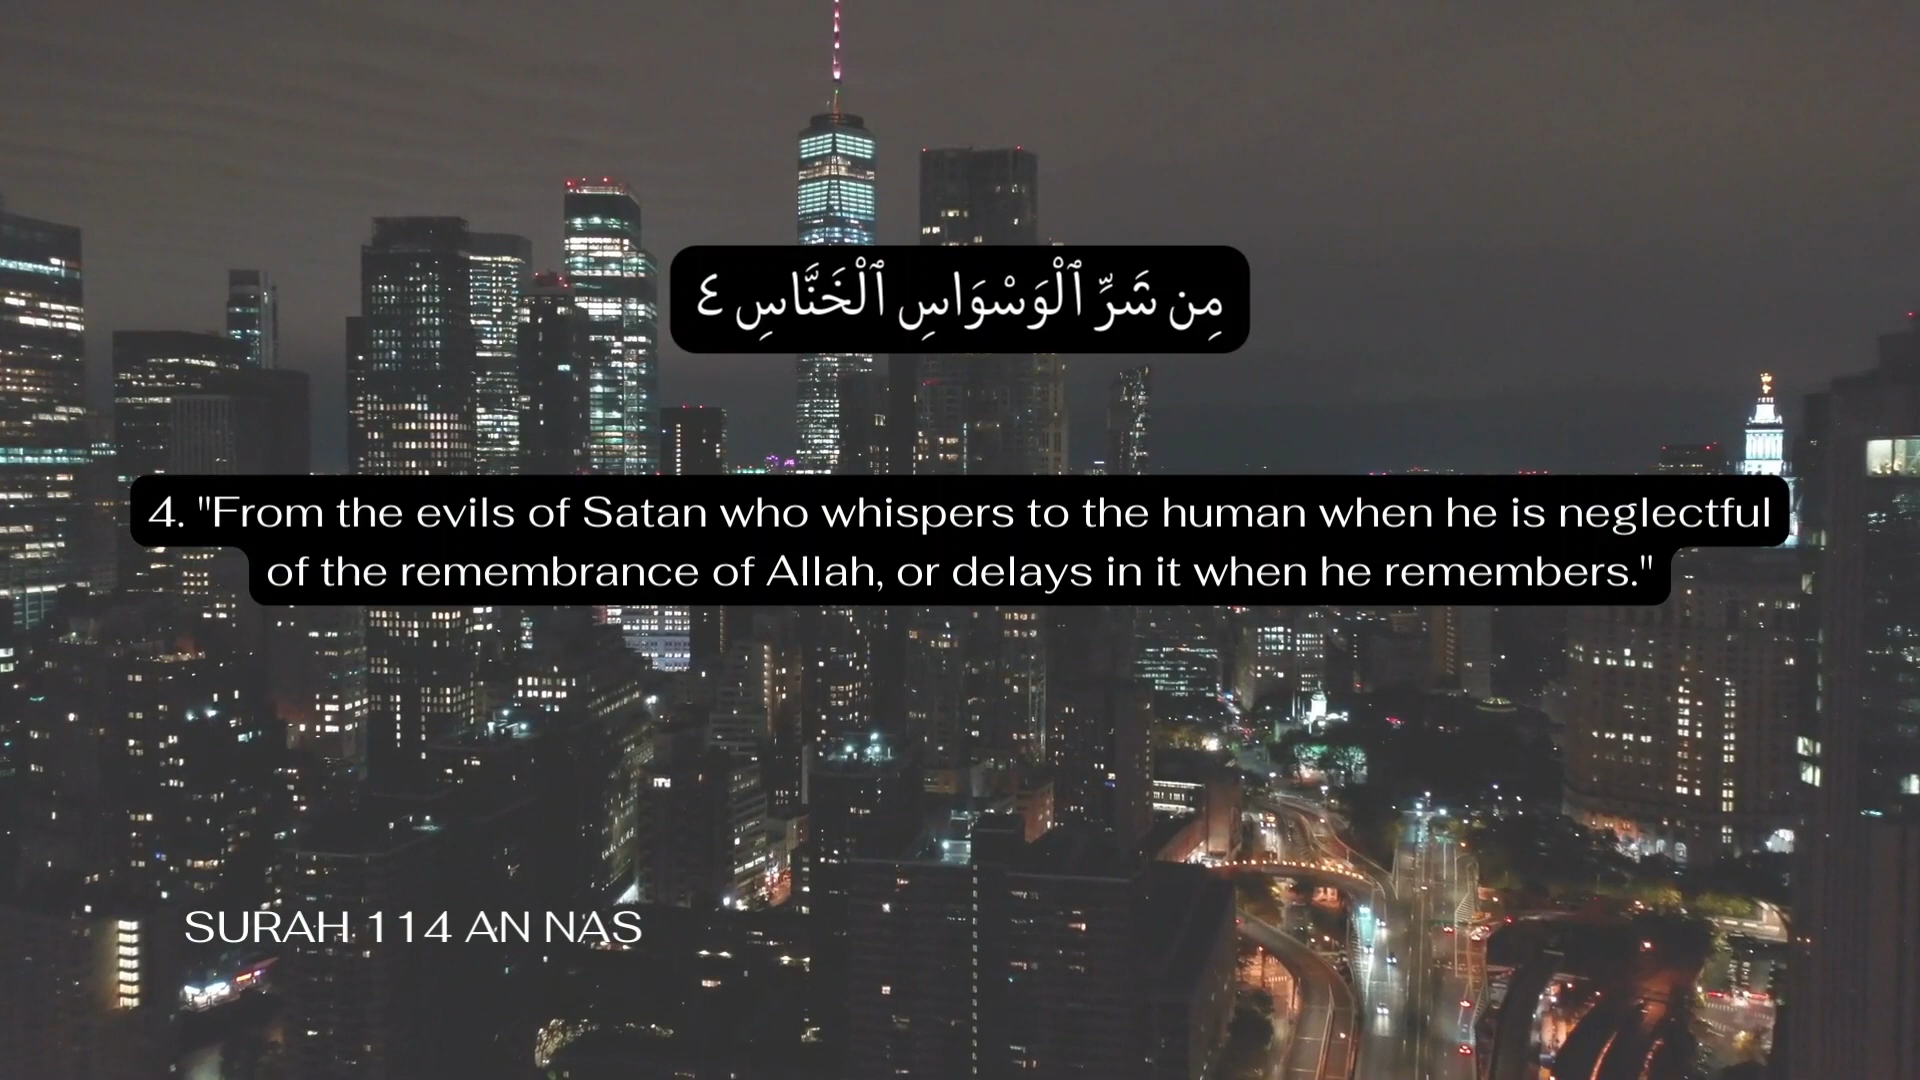 مِن شَرِّ ٱلْوَسْوَاسِ ٱلْخَنَّاسِ ٤
4. "From the evils of Satan who whispers to the human when he is neglectful
of the remembrance of Allah, or delays in it when he remembers."
SURAH 114 AN NAS